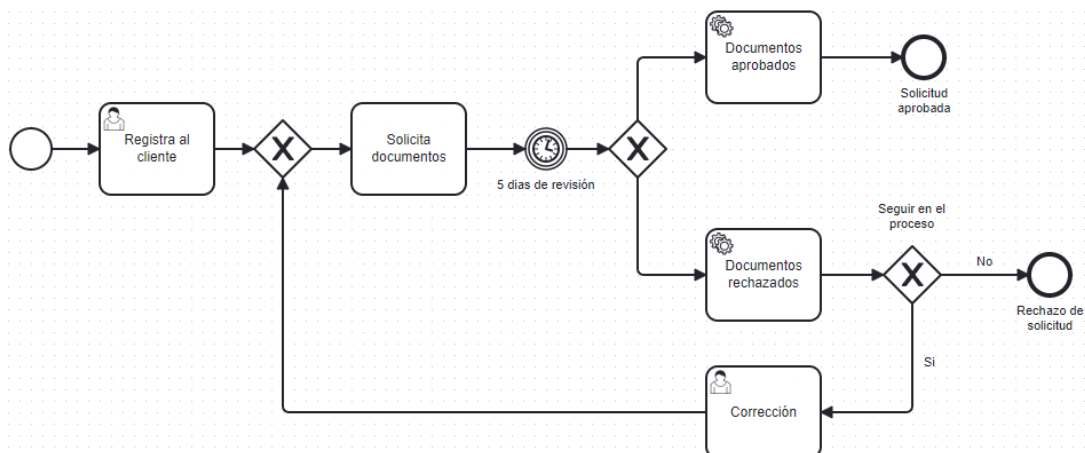 Documentos
aprobados
Solicitud
aprobada
Registra al
cliente
Solicita
documentos
5 dias de revisión
Seguir en el
proceso
Documentos
rechazados
No
Rechazo de
solicitud
Si
Corrección